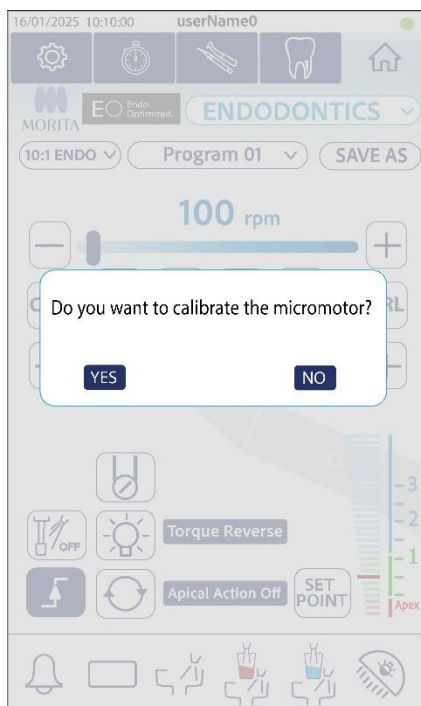 16/01/2025 10:10:00 userName0
MORITA
EO Endo Optimized.
ENDODONTICS
10:1 ENDO Program 01 SAVE AS
100 rpm
Do you want to calibrate the micromotor?
YES NO
3
2
Torque Reverse
OFF
1
Apical Action Off
SET POINT
Apex